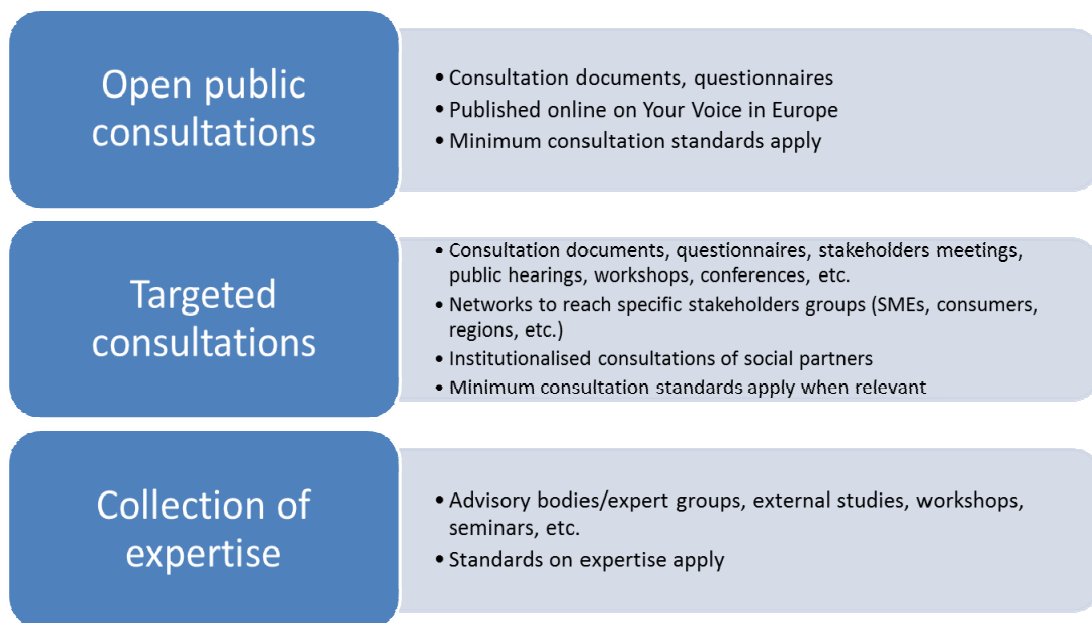 Open public
consultations
• Consultation documents, questionnaires
• Published online on Your Voice in Europe
• Minimum consultation standards apply
Targeted
consultations
• Consultation documents, questionnaires, stakeholders meetings,
public hearings, workshops, conferences, etc.
• Networks to reach specific stakeholders groups (SMEs, consumers,
regions, etc.)
• Institutionalised consultations of social partners
• Minimum consultation standards apply when relevant
Collection of
expertise
• Advisory bodies/expert groups, external studies, workshops,
seminars, etc.
• Standards on expertise apply